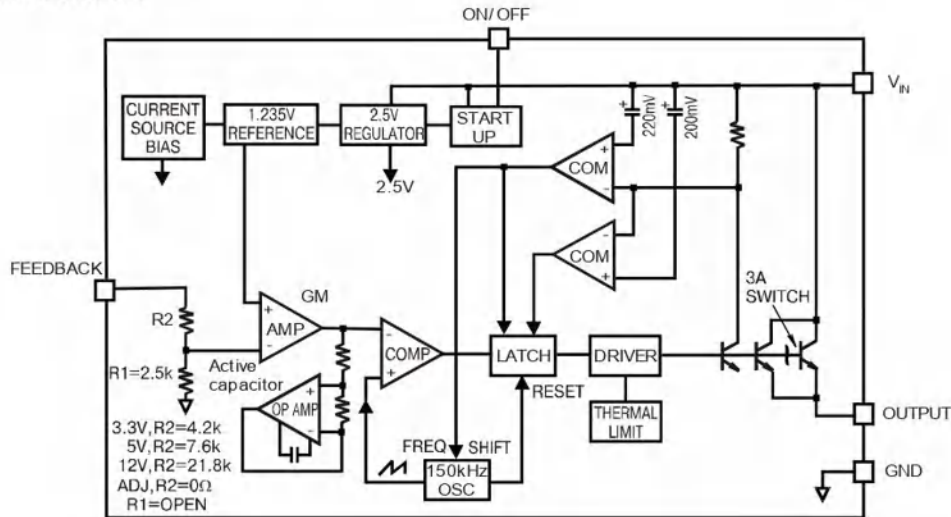 ON/OFF
V_IN
CURRENT
SOURCE
BIAS
1.235V
REFERENCE
2.5V
REGULATOR
START
UP
220mV
200mV
2.5V
+
COM
-
-
COM
+
FEEDBACK
R2
R1=2.5k
3.3V,R2=4.2k
5V,R2=7.6k
12V,R2=21.8k
ADJ,R2=0Ω
R1=OPEN
GM
+
AMP
-
Active
capacitor
+
OP AMP
-
-
COMP
+
LATCH
RESET
DRIVER
THERMAL
LIMIT
3A
SWITCH
FREQ SHIFT
150kHz
OSC
OUTPUT
GND